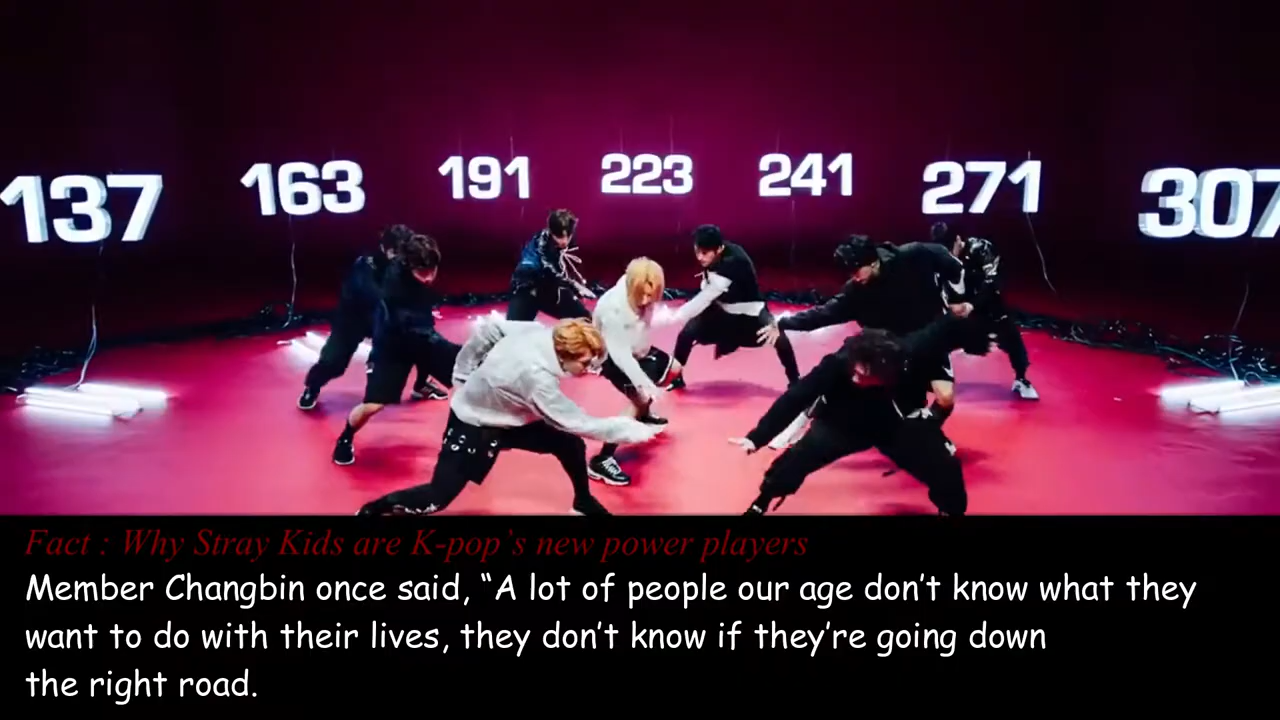 137 163 191 223 241 271 307
Fact : Why Stray Kids are K-pop's new power players
Member Changbin once said, “A lot of people our age don’t know what they
want to do with their lives, they don’t know if they’re going down
the right road.